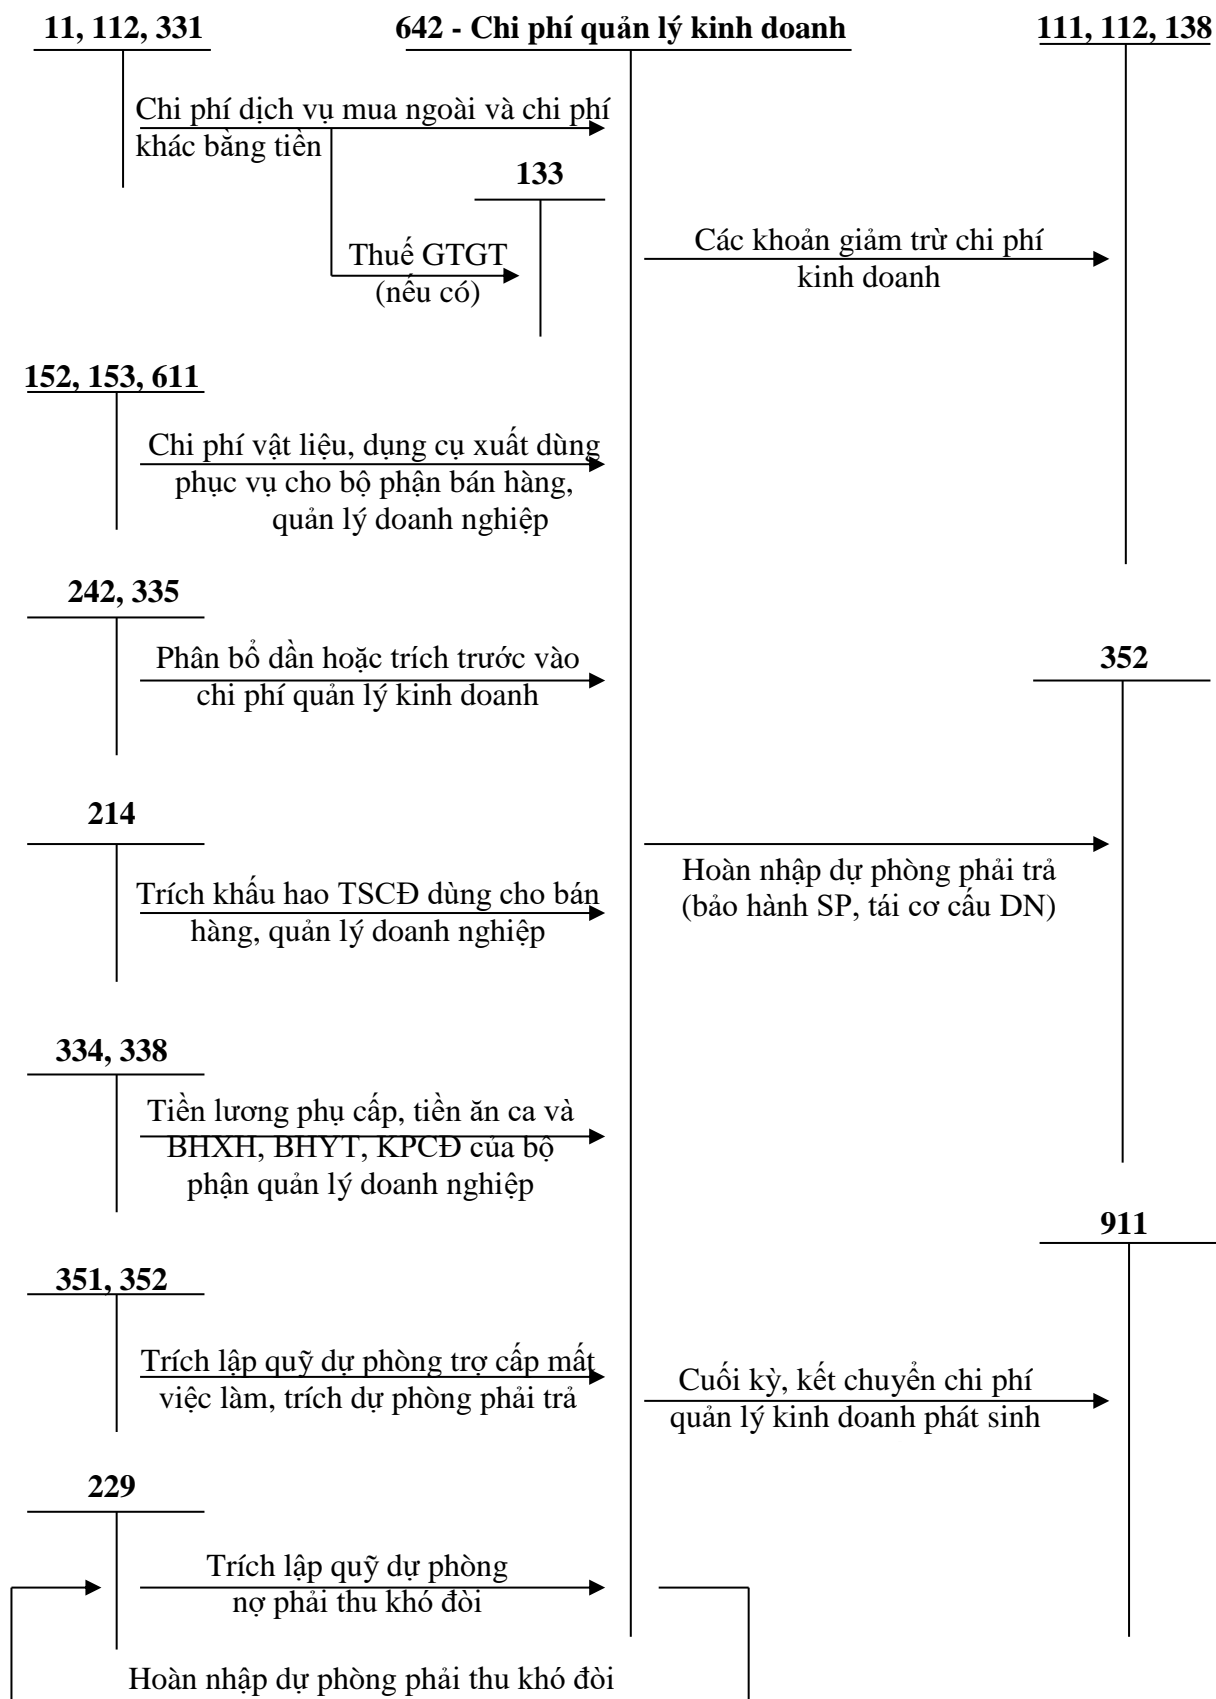 11, 112, 331
642 - Chi phí quản lý kinh doanh
111, 112, 138
Chi phí dịch vụ mua ngoài và chi phí
khác bằng tiền
133
Thuế GTGT
(nếu có)
Các khoản giảm trừ chi phí
kinh doanh
152, 153, 611
Chi phí vật liệu, dụng cụ xuất dùng
phục vụ cho bộ phận bán hàng,
quản lý doanh nghiệp
242, 335
Phân bổ dần hoặc trích trước vào
chi phí quản lý kinh doanh
352
214
Trích khấu hao TSCĐ dùng cho bán
hàng, quản lý doanh nghiệp
Hoàn nhập dự phòng phải trả
(bảo hành SP, tái cơ cấu DN)
334, 338
Tiền lương phụ cấp, tiền ăn ca và
BHXH, BHYT, KPCĐ của bộ
phận quản lý doanh nghiệp
911
351, 352
Trích lập quỹ dự phòng trợ cấp mất
việc làm, trích dự phòng phải trả
Cuối kỳ, kết chuyển chi phí
quản lý kinh doanh phát sinh
229
Trích lập quỹ dự phòng
nợ phải thu khó đòi
Hoàn nhập dự phòng phải thu khó đòi